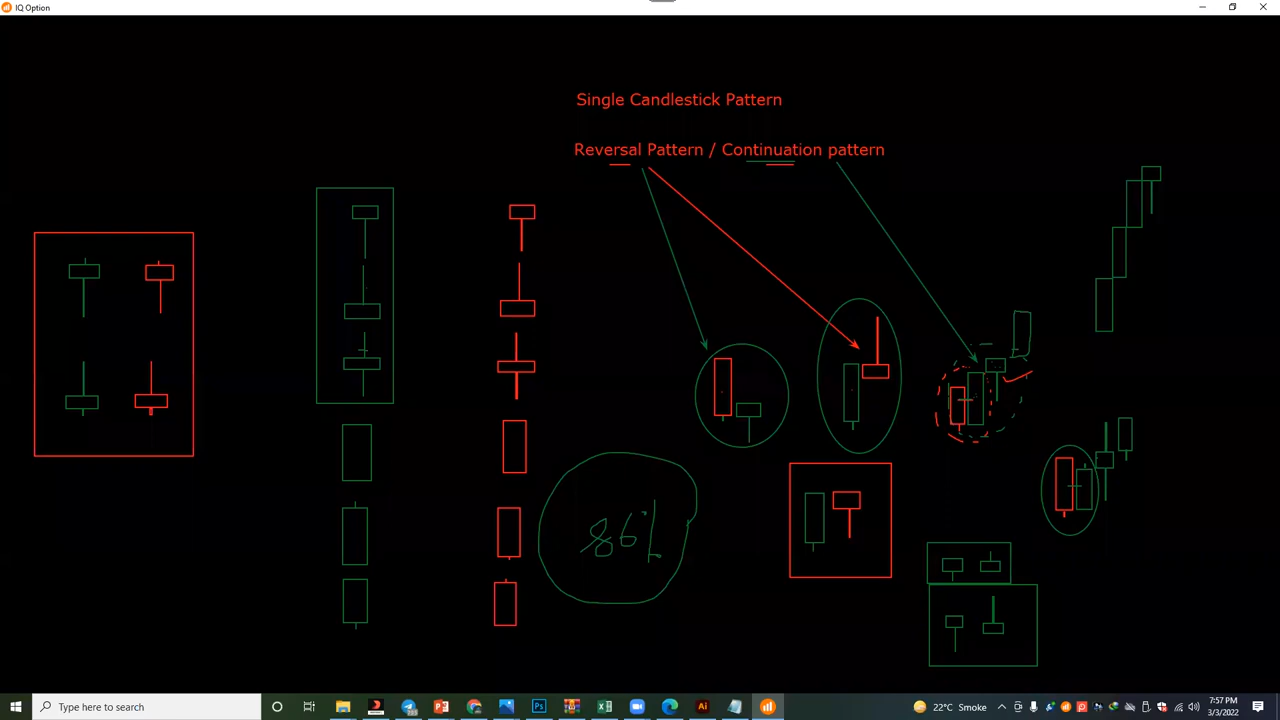 IQ Option
Single Candlestick Pattern
Reversal Pattern / Continuation pattern
86%
Type here to search
22°C Smoke
7:57 PM
3/3/2022